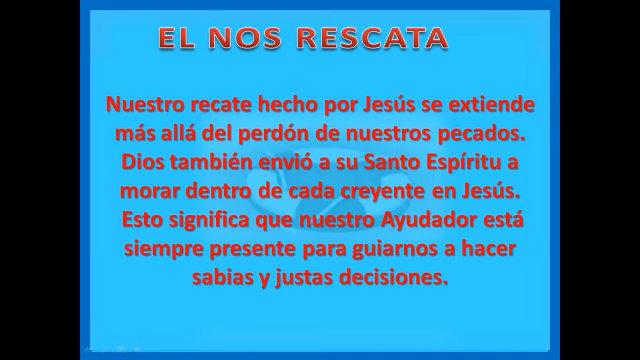 EL NOS RESCATA
Nuestro recate hecho por Jesús se extiende
más allá del perdón de nuestros pecados.
Dios también envió a su Santo Espíritu a
morar dentro de cada creyente en Jesús.
Esto significa que nuestro Ayudador está
siempre presente para guiarnos a hacer
sabias y justas decisiones.